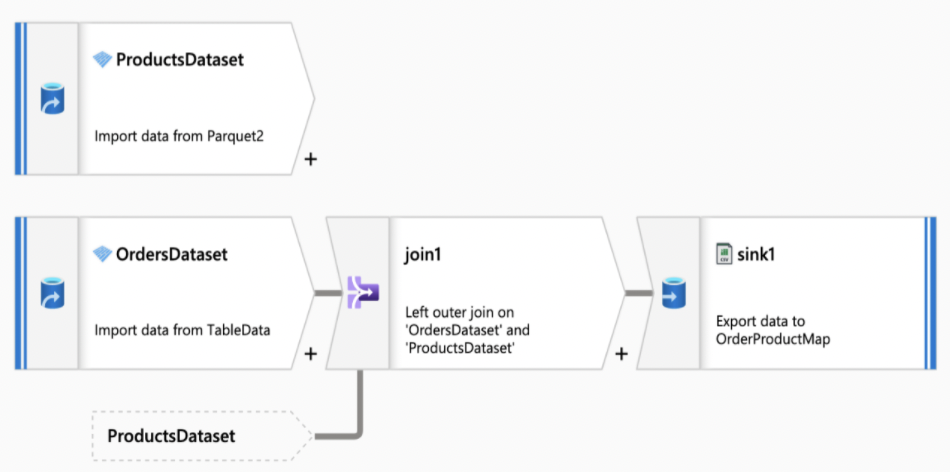 ProductsDataset
Import data from Parquet2
+
OrdersDataset
Import data from TableData
+
join1
Left outer join on
'OrdersDataset' and
'ProductsDataset'
+
sink1
Export data to
OrderProductMap
ProductsDataset